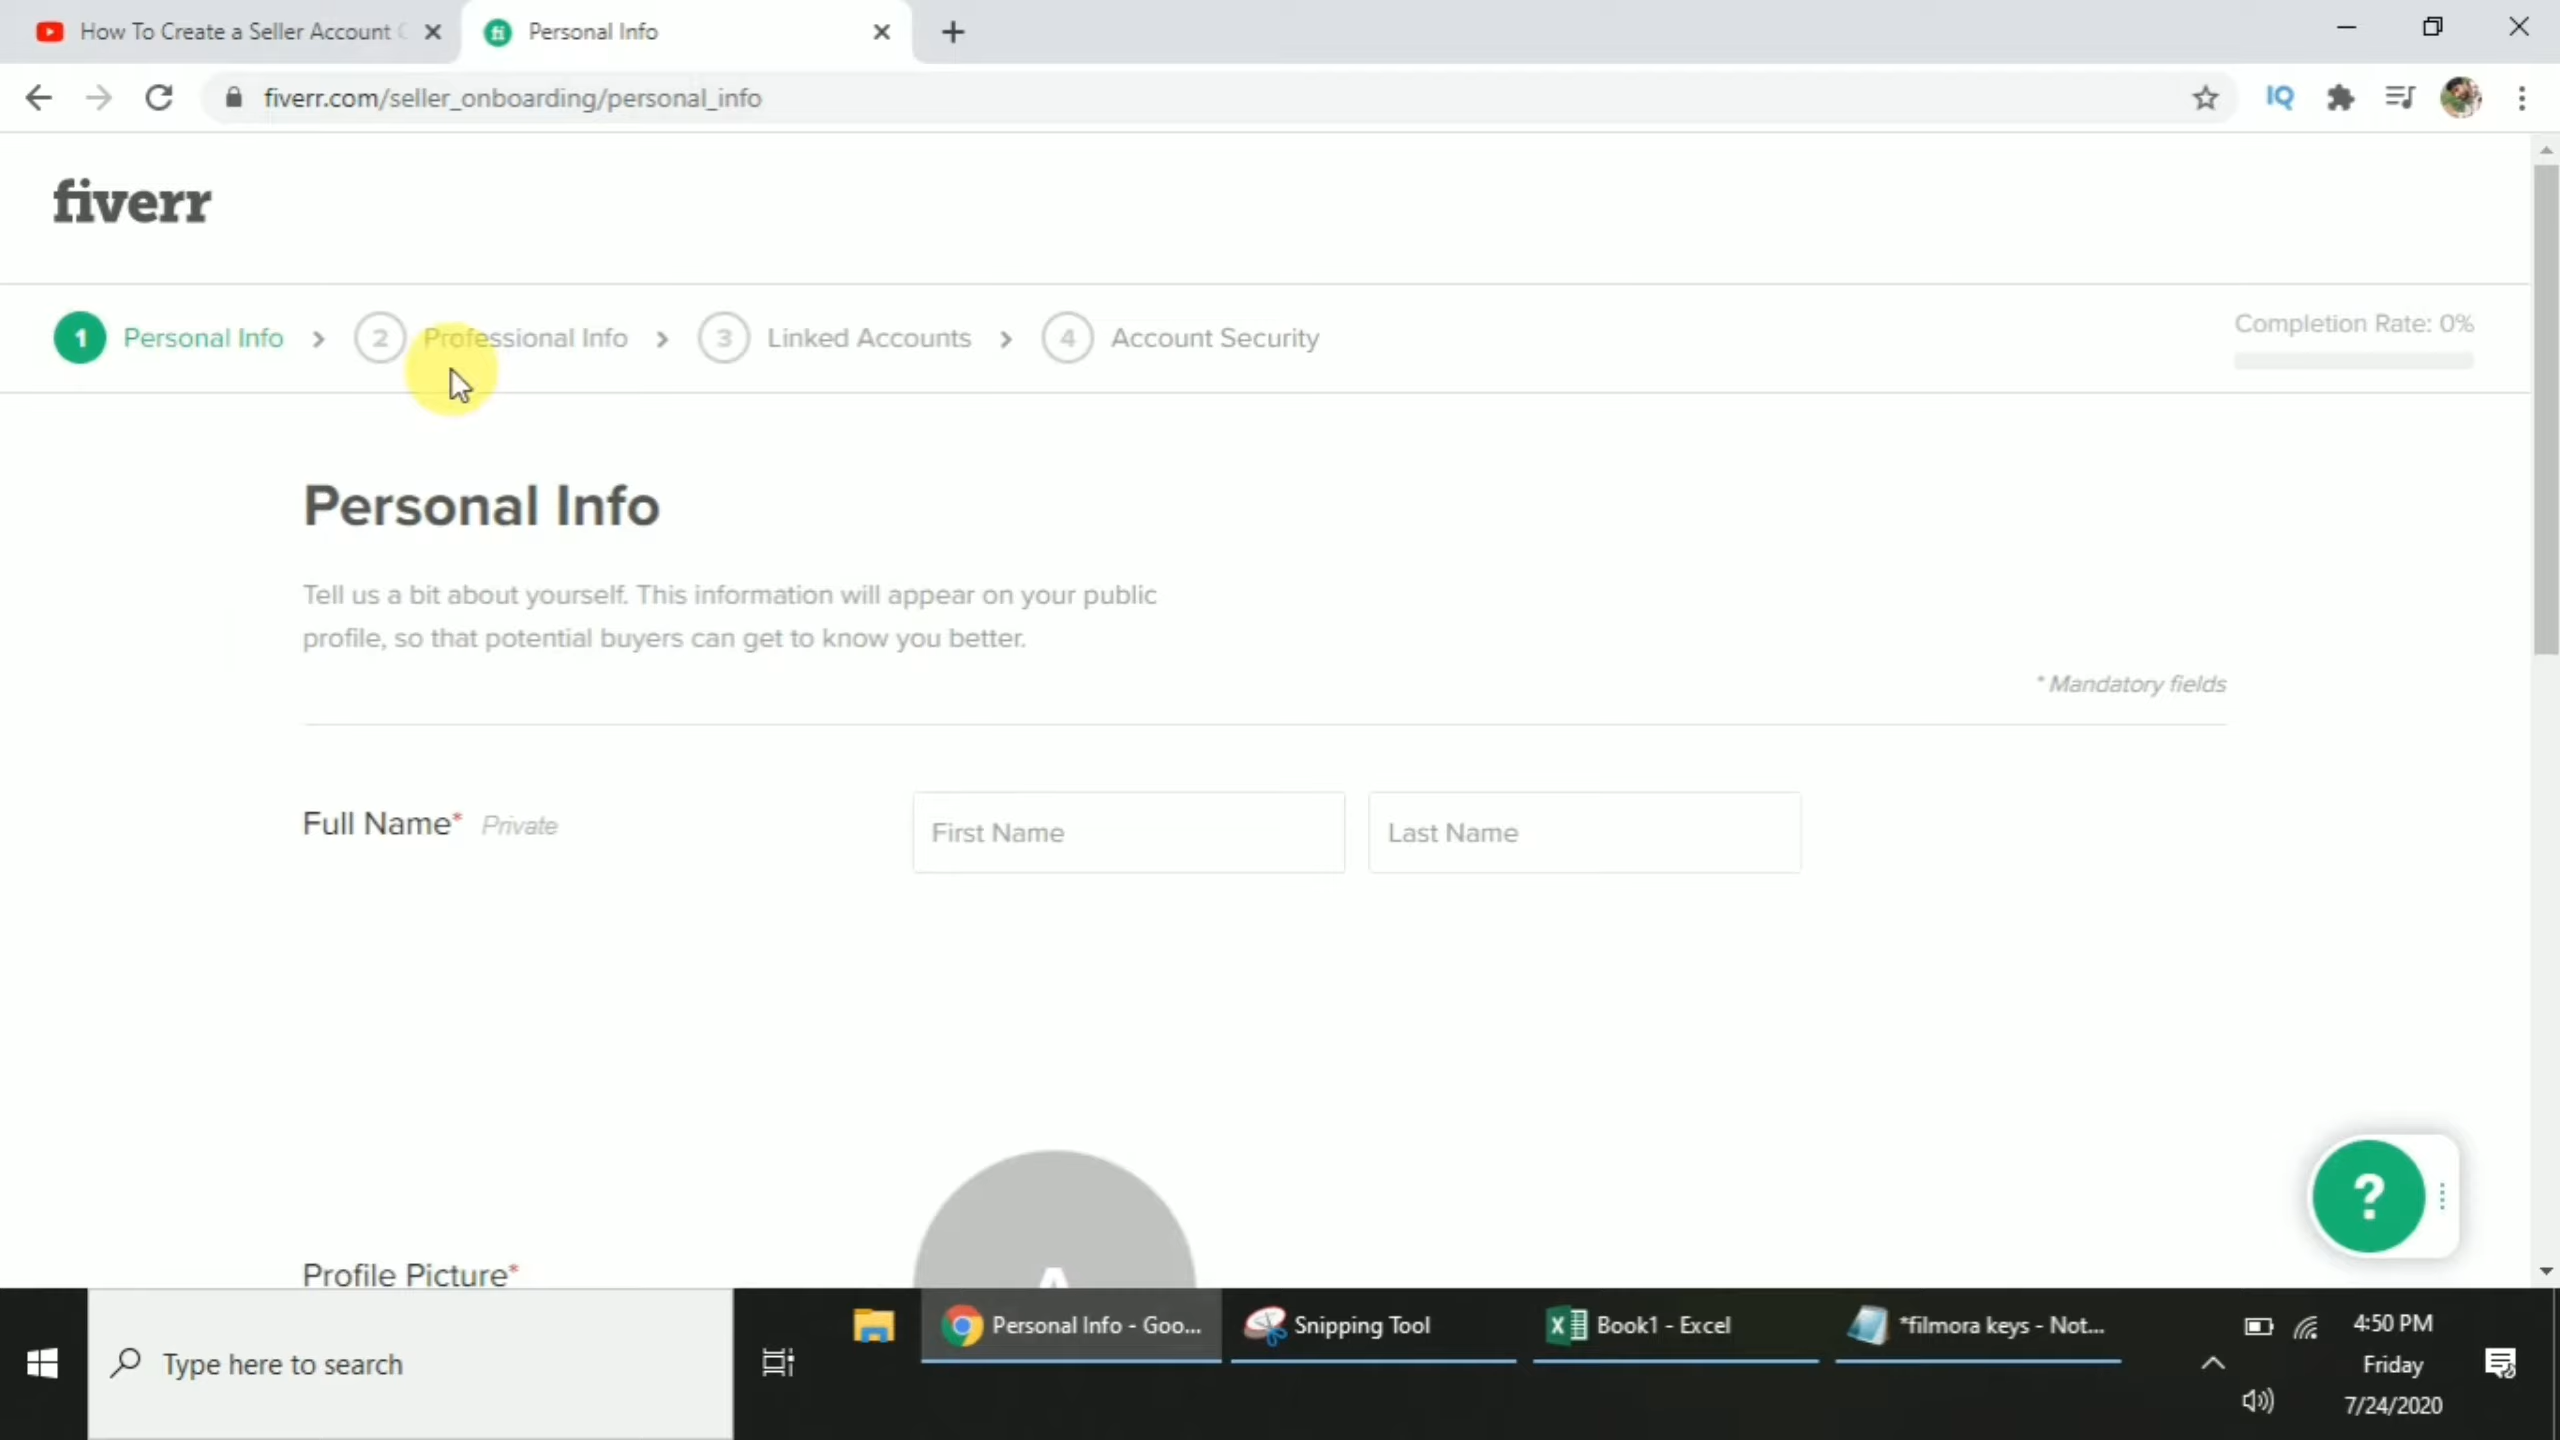 How To Create a Seller Account
Personal Info
fiverr.com/seller_onboarding/personal_info
IQ
fiverr
1 Personal Info > 2 Professional Info > 3 Linked Accounts > 4 Account Security
Completion Rate: 0%
Personal Info
Tell us a bit about yourself. This information will appear on your public
profile, so that potential buyers can get to know you better.
* Mandatory fields
Full Name* Private
First Name
Last Name
?
Profile Picture*
Type here to search
Personal Info - Goo...
Snipping Tool
Book1 - Excel
*filmora keys - Not...
4:50 PM
Friday
7/24/2020